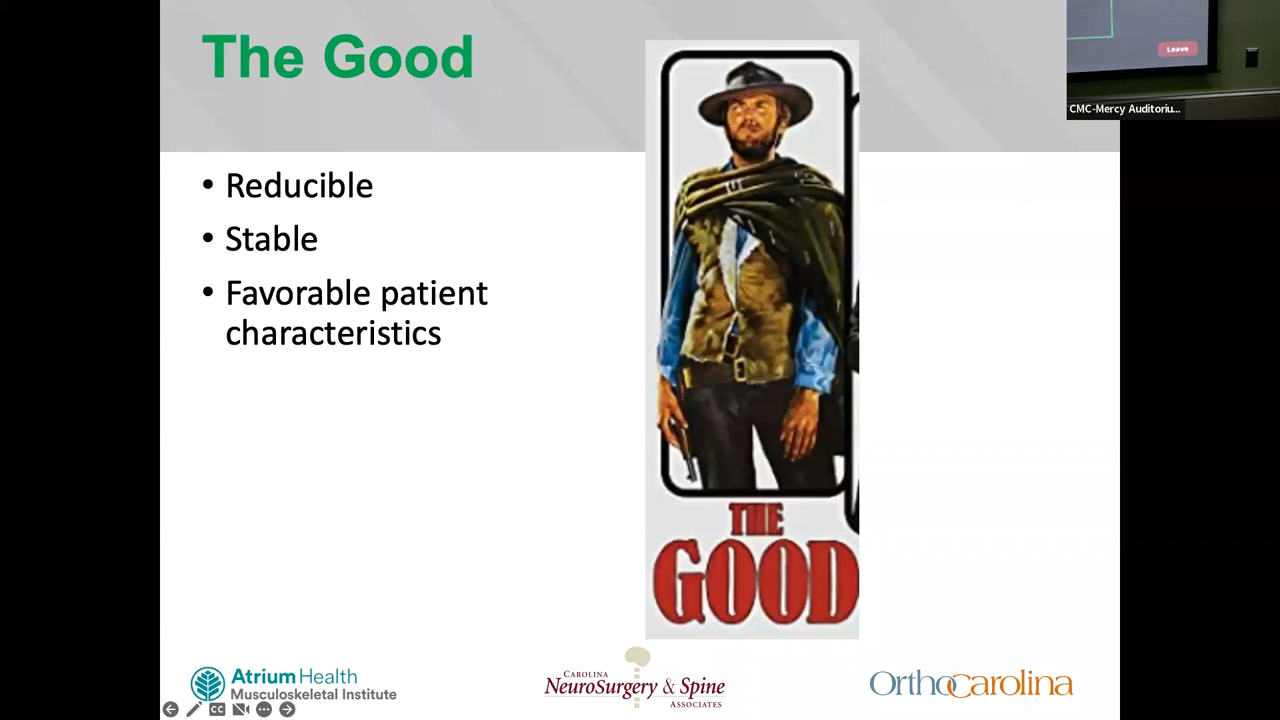 The Good
Leave
CMC-Mercy Auditoriu...
• Reducible
• Stable
• Favorable patient
characteristics
THE
GOOD
Atrium Health
Musculoskeletal Institute
CAROLINA
NEUROSURGERY & SPINE
ASSOCIATES
OrthoCarolina
CC